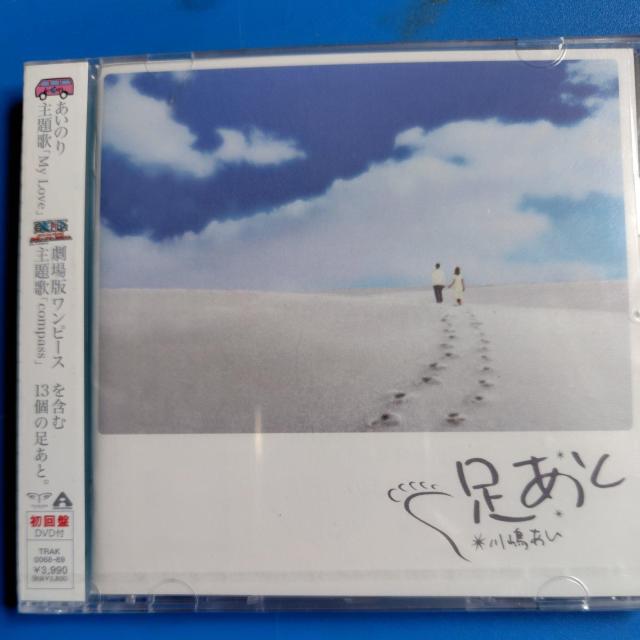 あいのり
主題歌「My Love」
劇場版ワンピース
主題歌「compass」
を含む
13個の足あと。
初回盤
DVD付
TRAK
0068-69
¥3,990
足あと
*川嶋あい